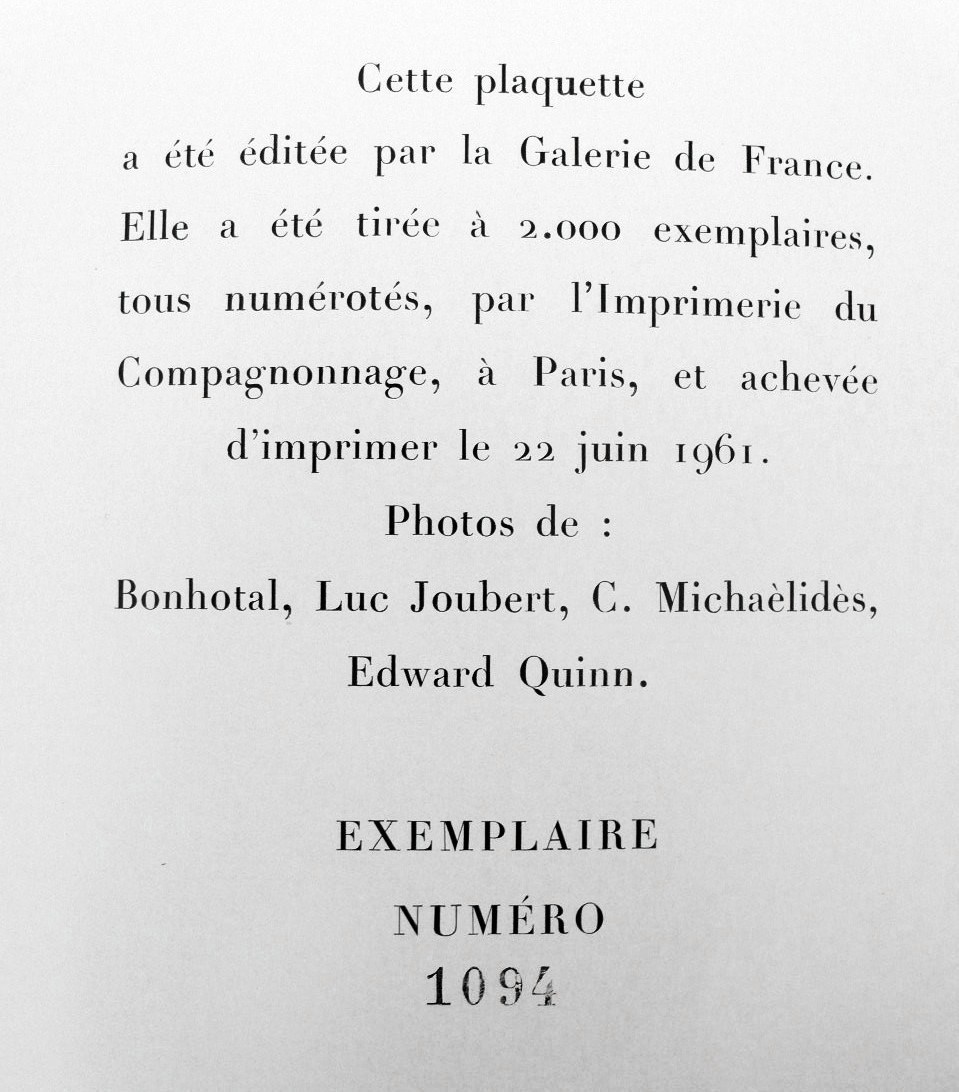 Cette plaquette
a été éditée par la Galerie de France.
Elle a été tirée à 2.000 exemplaires,
tous numérotés, par l'Imprimerie du
Compagnonnage, à Paris, et achevée
d'imprimer le 22 juin 1961.
Photos de :
Bonhotal, Luc Joubert, C. Michaèlidès,
Edward Quinn.
EXEMPLAIRE
NUMÉRO
1094